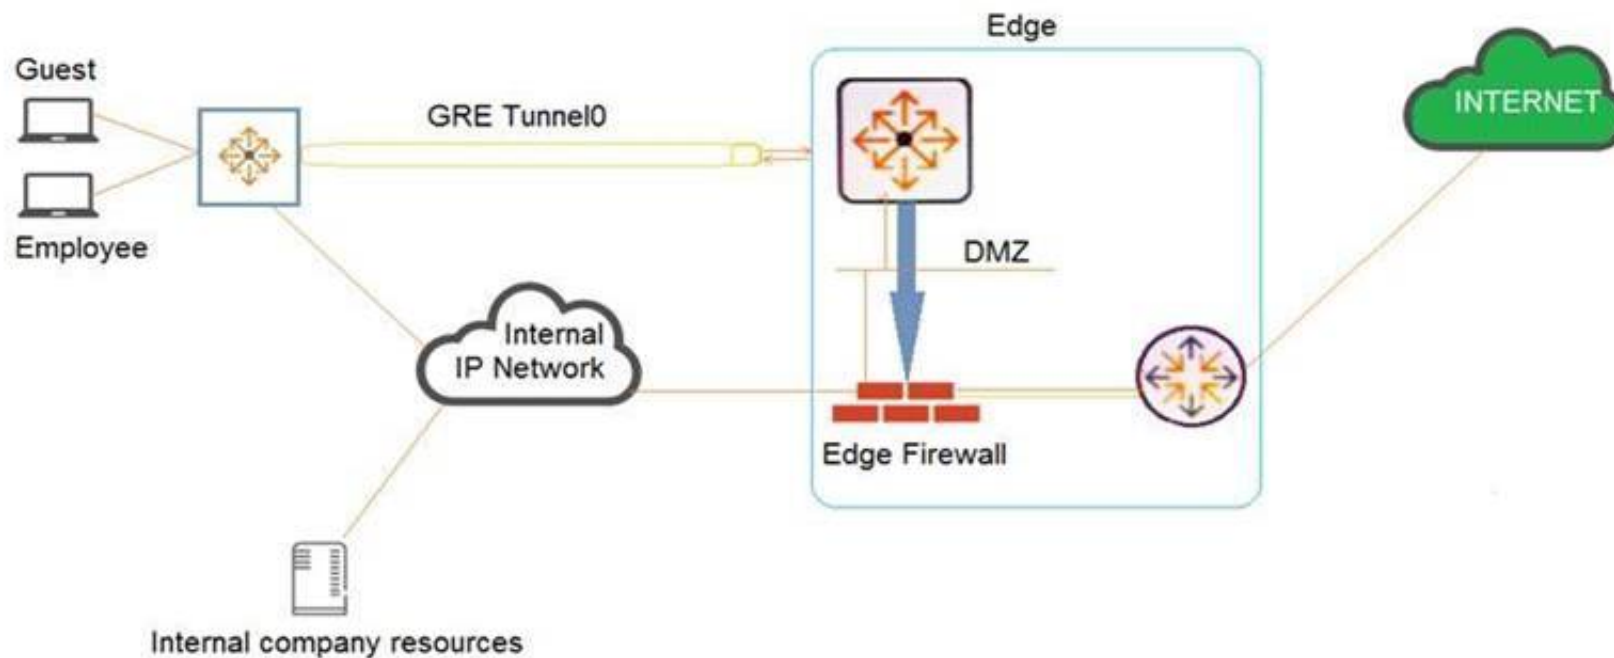 Edge
Guest
INTERNET
GRE Tunnel0
Employee
DMZ
Internal
IP Network
Edge Firewall
Internal company resources